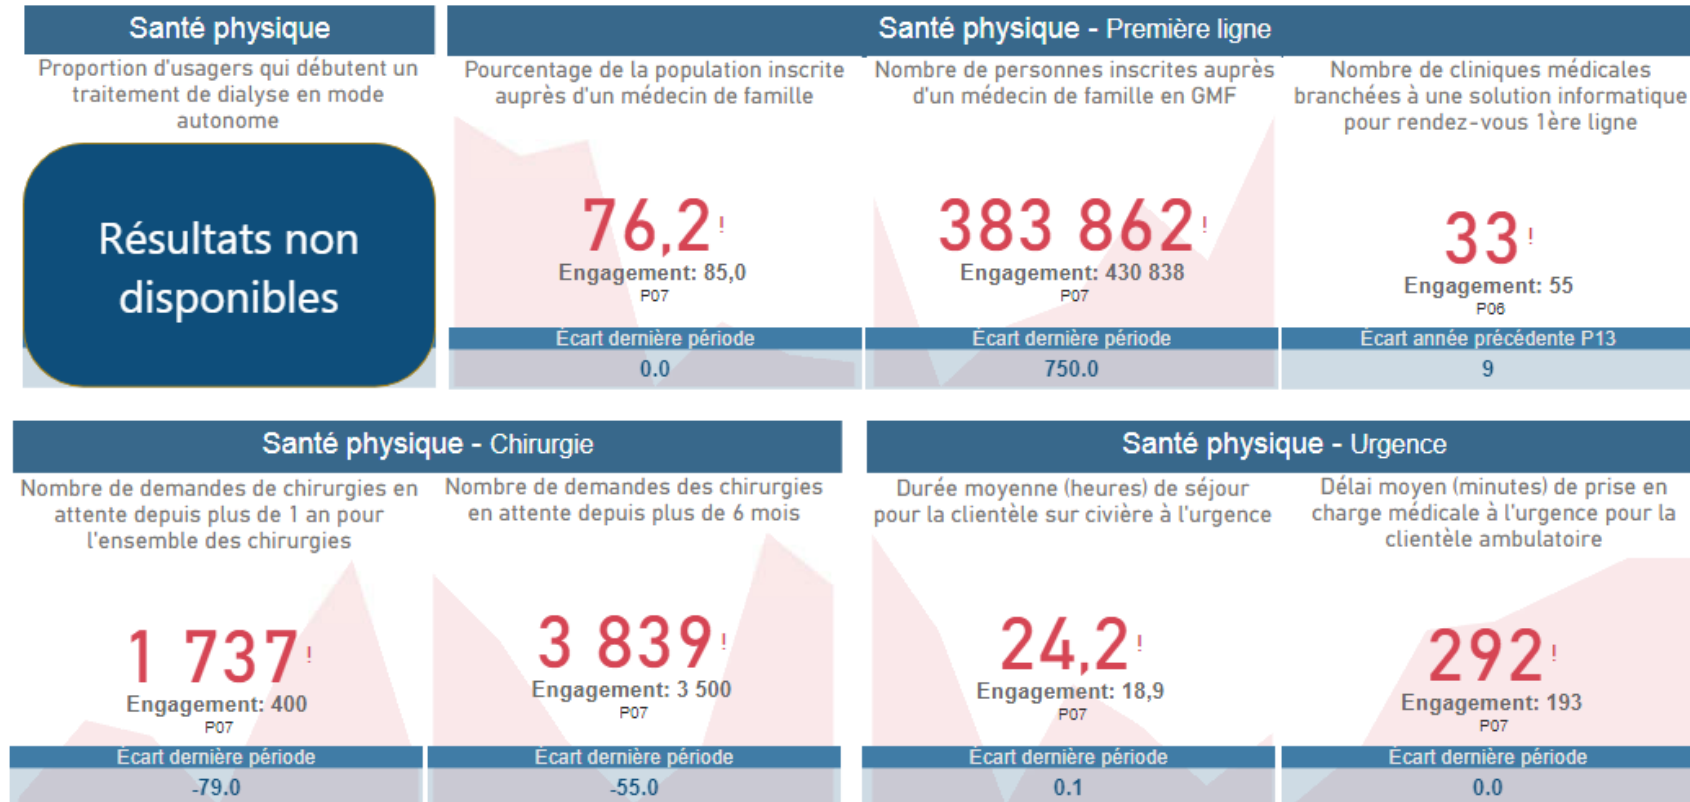 Santé physique
Proportion d'usagers qui débutent un
traitement de dialyse en mode
autonome
Résultats non
disponibles
Santé physique - Première ligne
Pourcentage de la population inscrite
auprès d'un médecin de famille
76,2!
Engagement: 85,0
P07
Écart dernière période
0.0
Nombre de personnes inscrites auprès
d'un médecin de famille en GMF
383 862!
Engagement: 430 838
P07
Écart dernière période
750.0
Nombre de cliniques médicales
branchées à une solution informatique
pour rendez-vous 1ère ligne
33!
Engagement: 55
P06
Écart année précédente P13
9
Santé physique - Chirurgie
Nombre de demandes de chirurgies en
attente depuis plus de 1 an pour
l'ensemble des chirurgies
1 737!
Engagement: 400
P07
Écart dernière période
-79.0
Nombre de demandes des chirurgies
en attente depuis plus de 6 mois
3 839!
Engagement: 3 500
P07
Écart dernière période
-55.0
Santé physique - Urgence
Durée moyenne (heures) de séjour
pour la clientèle sur civière à l'urgence
24,2!
Engagement: 18,9
P07
Écart dernière période
0.1
Délai moyen (minutes) de prise en
charge médicale à l'urgence pour la
clientèle ambulatoire
292!
Engagement: 193
P07
Écart dernière période
0.0